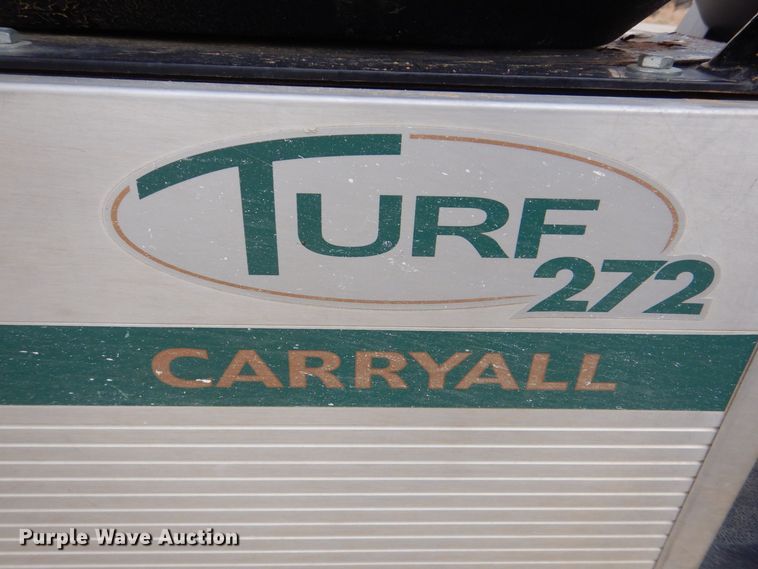 TURF
272
CARRYALL
Purple Wave Auction